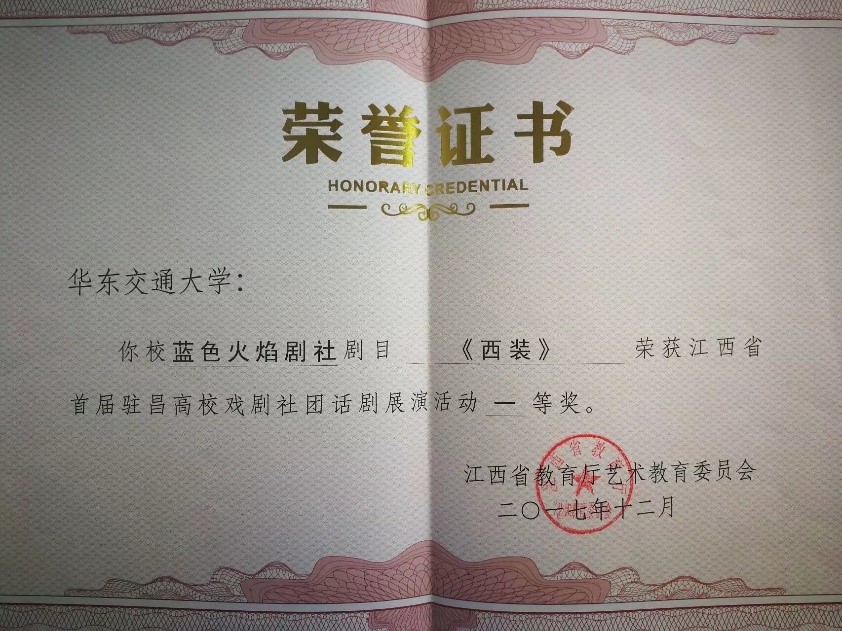 荣誉证书
HONORARY CREDENTIAL
华东交通大学：
你校蓝色火焰剧社剧目 《西装》 荣获江西省
首届驻昌高校戏剧社团话剧展演活动 一 等奖。
江西省教育厅艺术教育委员会
二〇一七年十二月